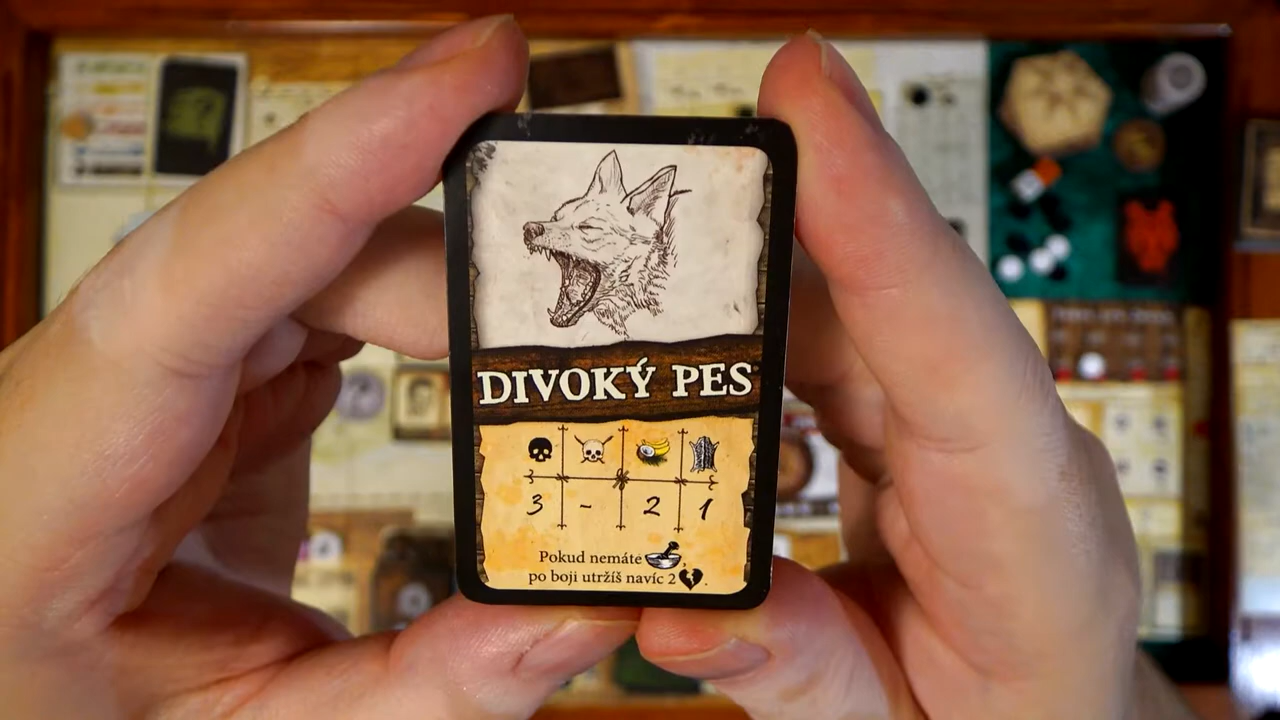 DIVOKÝ PES
3 - 2 1
Pokud nemáte ,
po boji utržíš navíc 2 .